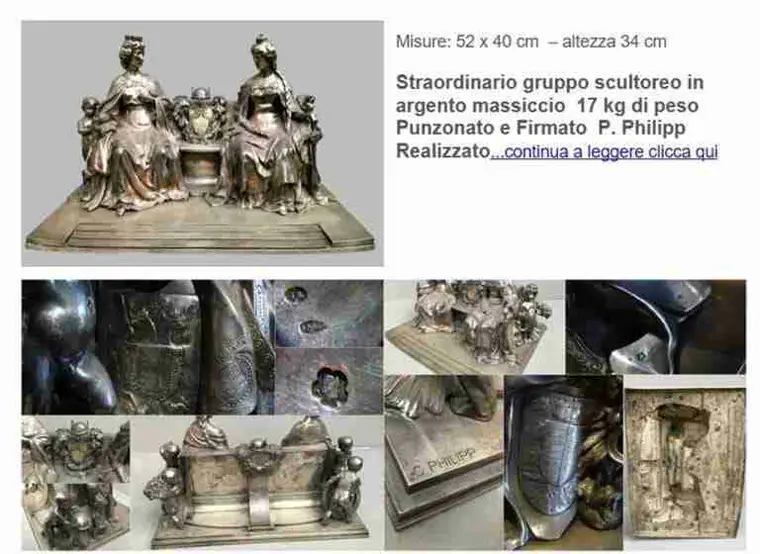 Misure: 52 x 40 cm – altezza 34 cm
Straordinario gruppo scultoreo in
argento massiccio 17 kg di peso
Punzonato e Firmato P. Philipp
Realizzato...continua a leggere clicca qui
PHILIPP